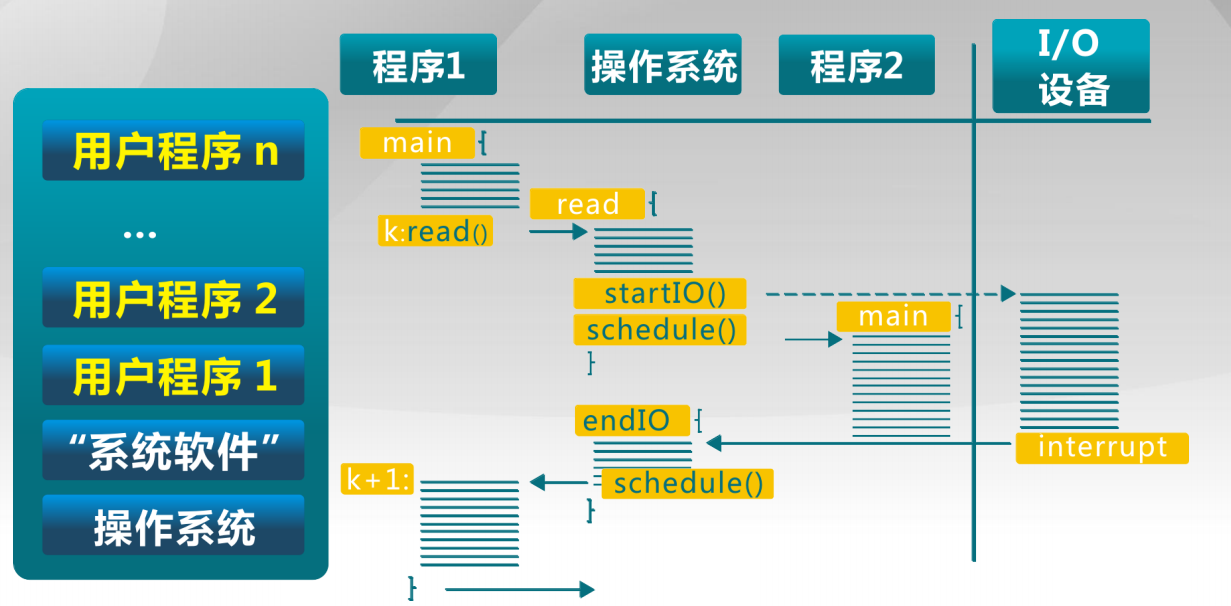 程序1
操作系统
程序2
I/O
设备
用户程序 n
...
用户程序 2
用户程序 1
“系统软件”
操作系统
main {
k:read()
read {
startIO()
schedule()
}
main {
endIO {
interrupt
schedule()
}
k+1:
}